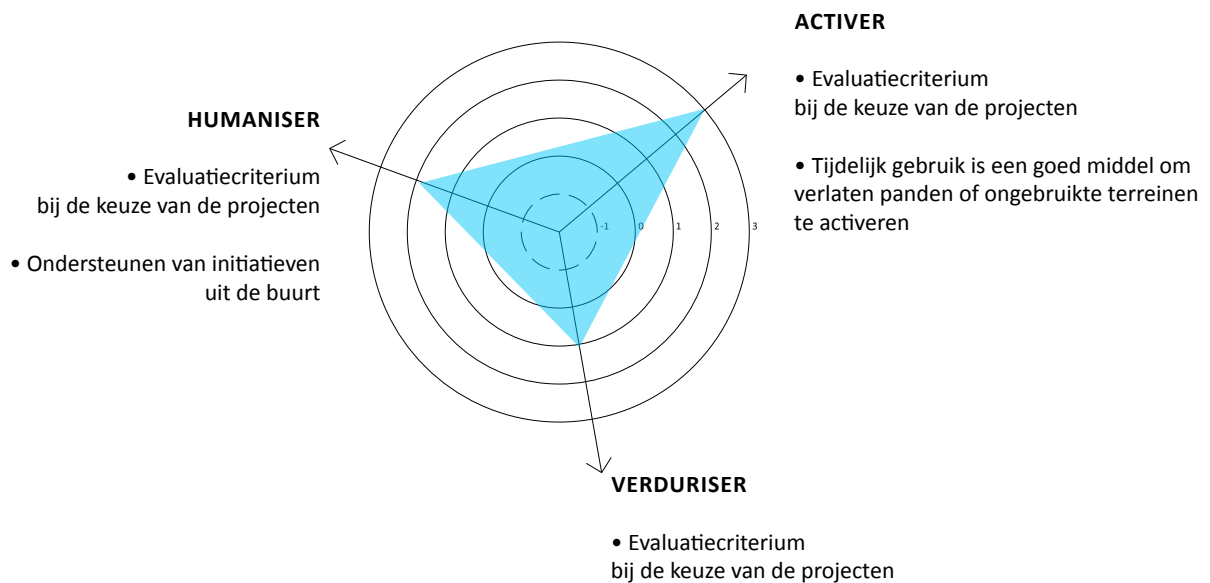 ACTIVER
• Evaluatiecriterium
bij de keuze van de projecten
• Tijdelijk gebruik is een goed middel om
verlaten panden of ongebruikte terreinen
te activeren
HUMANISER
• Evaluatiecriterium
bij de keuze van de projecten
• Ondersteunen van initiatieven
uit de buurt
-1 0 1 2 3
VERDURISER
• Evaluatiecriterium
bij de keuze van de projecten